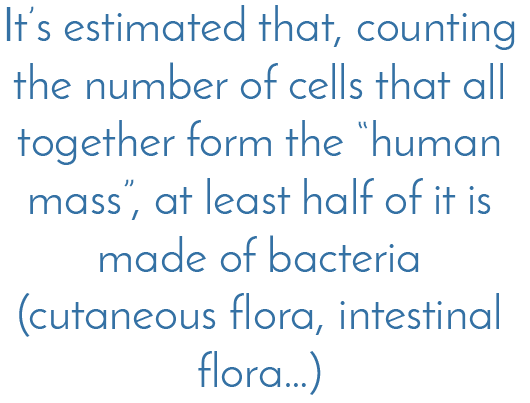 It’s estimated that, counting
the number of cells that all
together form the “human
mass”, at least half of it is
made of bacteria
(cutaneous flora, intestinal
flora...)